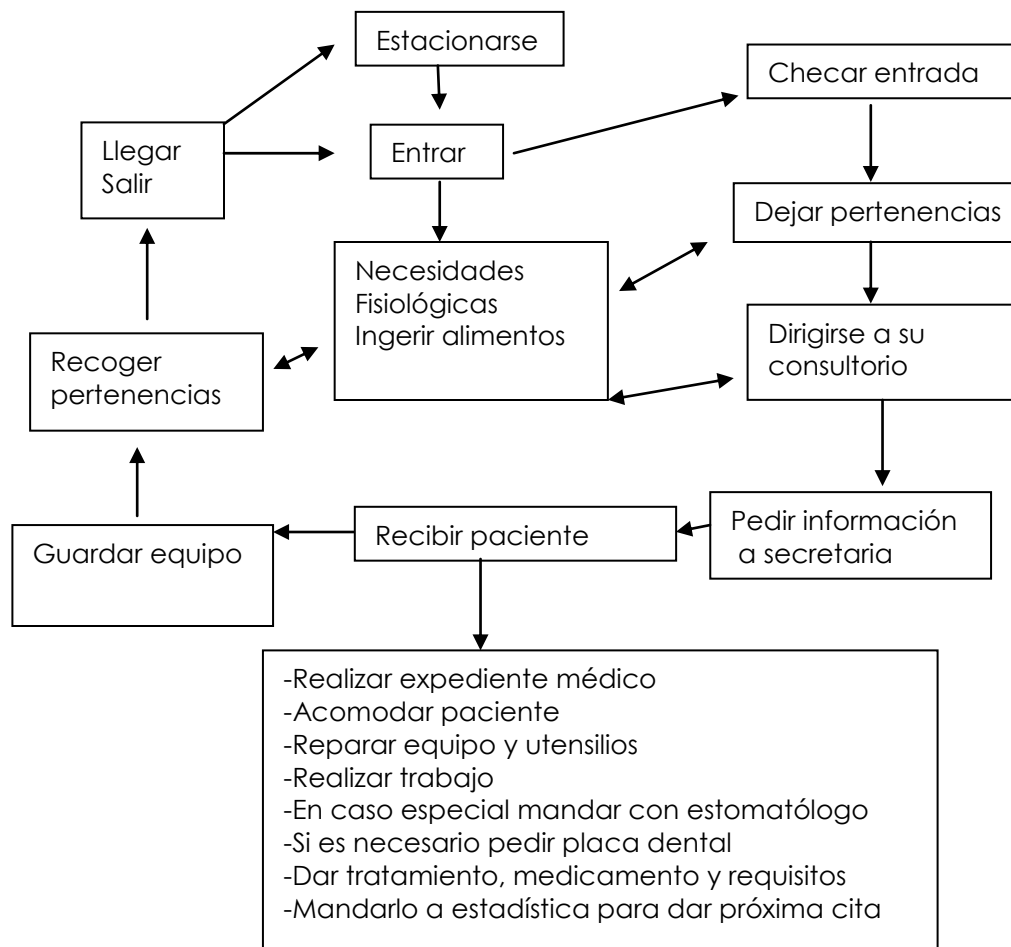 Estacionarse
Checar entrada
Llegar
Salir
Entrar
Dejar pertenencias
Necesidades
Fisiológicas
Ingerir alimentos
Dirigirse a su
consultorio
Recoger
pertenencias
Pedir información
a secretaria
Recibir paciente
Guardar equipo
-Realizar expediente médico
-Acomodar paciente
-Reparar equipo y utensilios
-Realizar trabajo
-En caso especial mandar con estomatólogo
-Si es necesario pedir placa dental
-Dar tratamiento, medicamento y requisitos
-Mandarlo a estadística para dar próxima cita